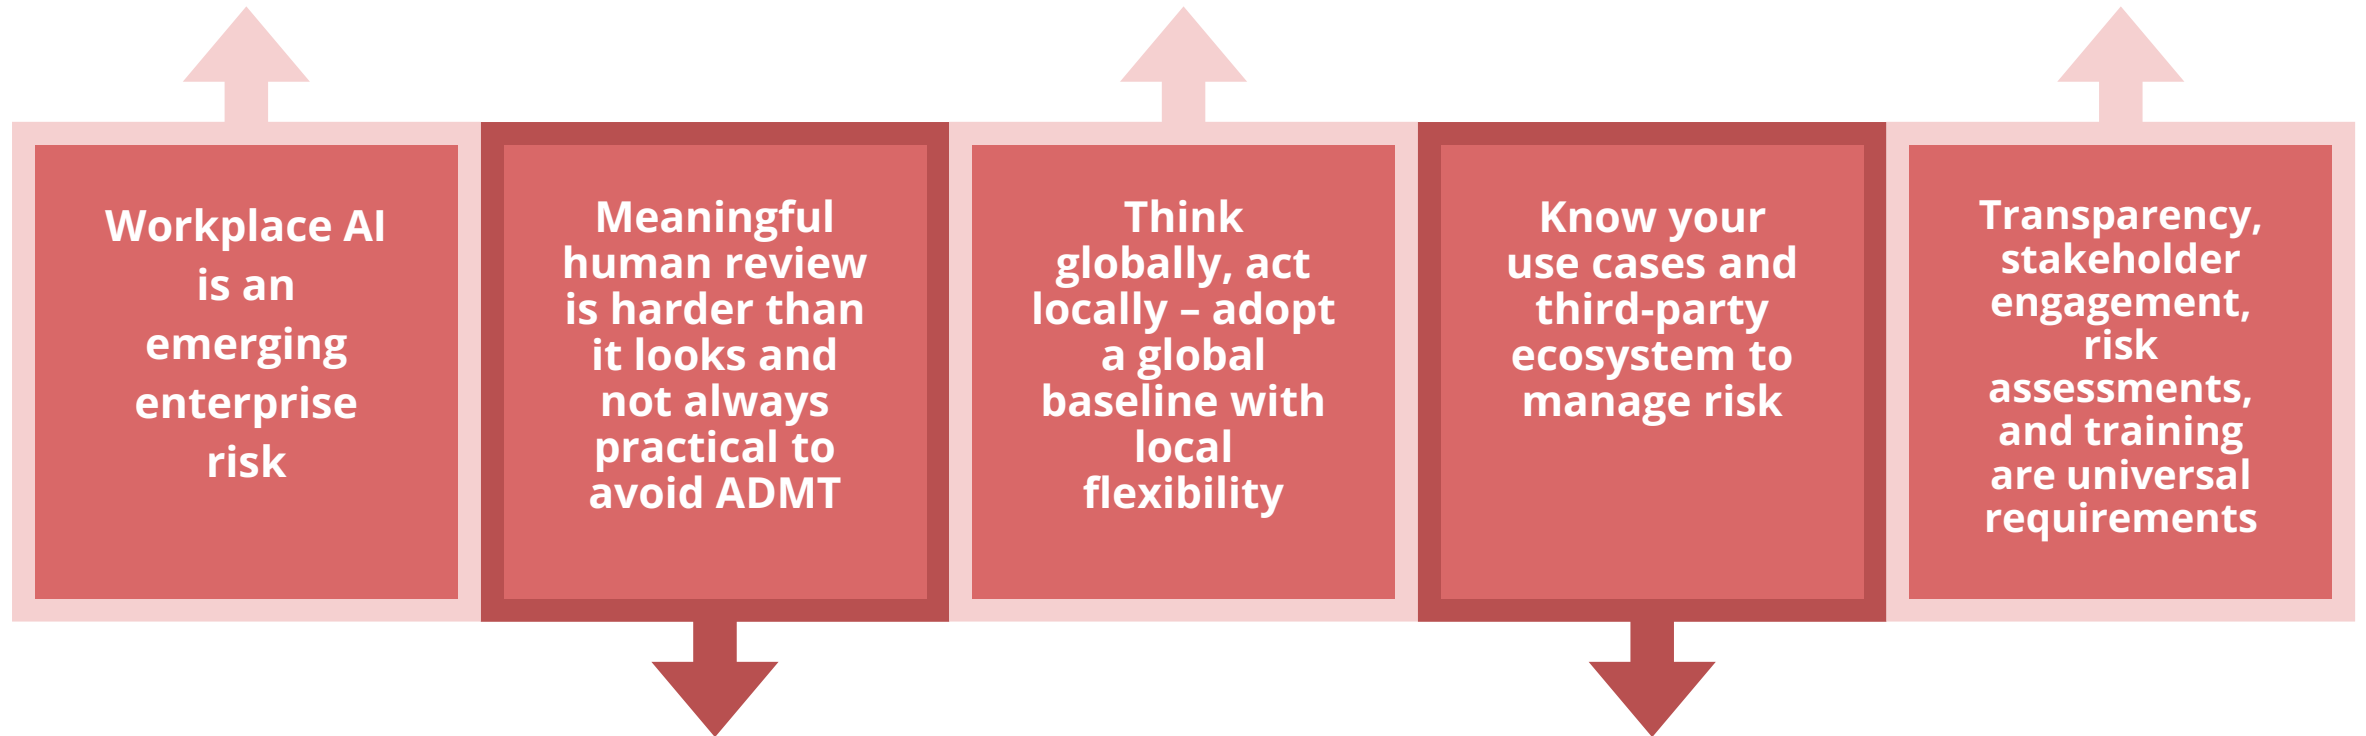 Workplace AI
is an
emerging
enterprise
risk
Meaningful
human review
is harder than
it looks and
not always
practical to
avoid ADMT
Think
globally, act
locally – adopt
a global
baseline with
local
flexibility
Know your
use cases and
third-party
ecosystem to
manage risk
Transparency,
stakeholder
engagement,
risk
assessments,
and training
are universal
requirements